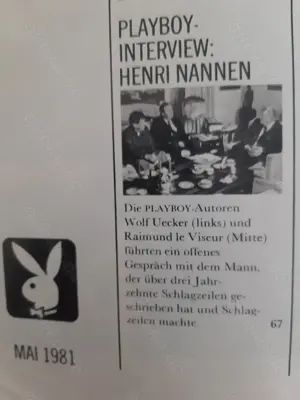 PLAYBOY-
INTERVIEW:
HENRI NANNEN
Die PLAYBOY-Autoren
Wolf Uecker (links) und
Raimund le Viseur (Mitte)
führten ein offenes
Gespräch mit dem Mann,
der über drei Jahr-
zehnte Schlagzeilen ge-
schrieben hat und Schlag-
zeilen machte 67
MAI 1981